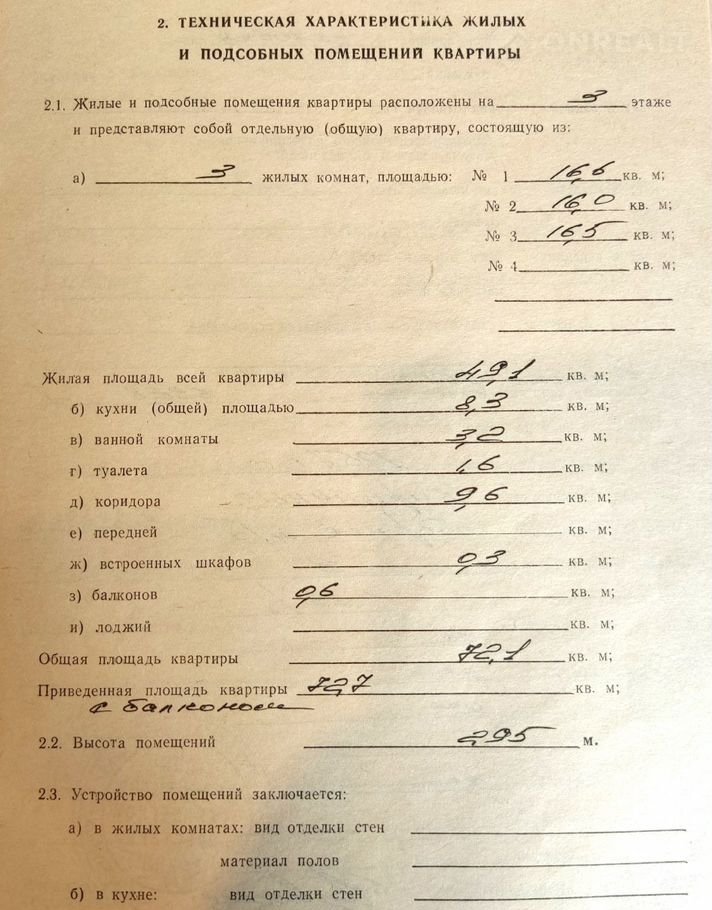 2. ТЕХНИЧЕСКАЯ ХАРАКТЕРИСТИКА ЖИЛЫХ
И ПОДСОБНЫХ ПОМЕЩЕНИЙ КВАРТИРЫ
2.1. Жилые и подсобные помещения квартиры расположены на 3 этаже
и представляют собой отдельную (общую) квартиру, состоящую из:
а) 3 жилых комнат, площадью: № 1 16,6 кв. м;
№ 2 16,0 кв. м;
№ 3 16,5 кв. м;
№ 4 кв. м;
Жилая площадь всей квартиры 49,1 кв. м;
б) кухни (общей) площадью 8,3 кв. м;
в) ванной комнаты 3,2 кв. м;
г) туалета 1,6 кв. м;
д) коридора 9,6 кв. м;
е) передней кв. м;
ж) встроенных шкафов 0,3 кв. м;
з) балконов 0,6 кв. м;
и) лоджий кв. м;
Общая площадь квартиры 72,1 кв. м;
Приведенная площадь квартиры 72,7 кв. м;
с балконом
2.2. Высота помещений 2,95 м.
2.3. Устройство помещений заключается:
а) в жилых комнатах: вид отделки стен
материал полов
б) в кухне: вид отделки стен